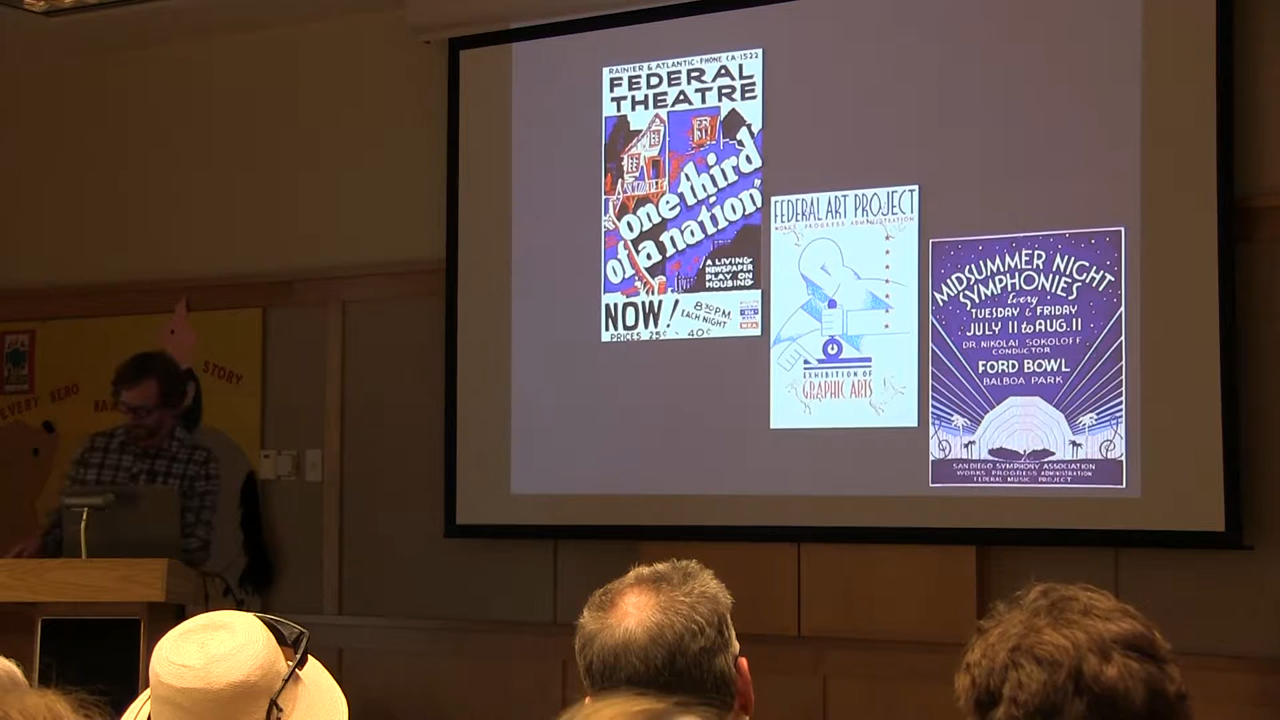 RAINIER & ATLANTIC-PHONE CA-1522
FEDERAL
THEATRE
"one third
of a nation"
A LIVING
NEWSPAPER
PLAY ON
HOUSING
NOW!
8:30 P.M.
EACH NIGHT
PRICES 25¢ - 40¢
FEDERAL ART PROJECT
WORKS PROGRESS ADMINISTRATION
EXHIBITION OF
GRAPHIC ARTS
MIDSUMMER NIGHT
SYMPHONIES
Every
TUESDAY & FRIDAY
JULY 11 to AUG. 11
DR. NIKOLAI SOKOLOFF
CONDUCTOR
FORD BOWL
BALBOA PARK
SAN DIEGO SYMPHONY ASSOCIATION
WORKS PROGRESS ADMINISTRATION
FEDERAL MUSIC PROJECT
EVERY HERO
STORY